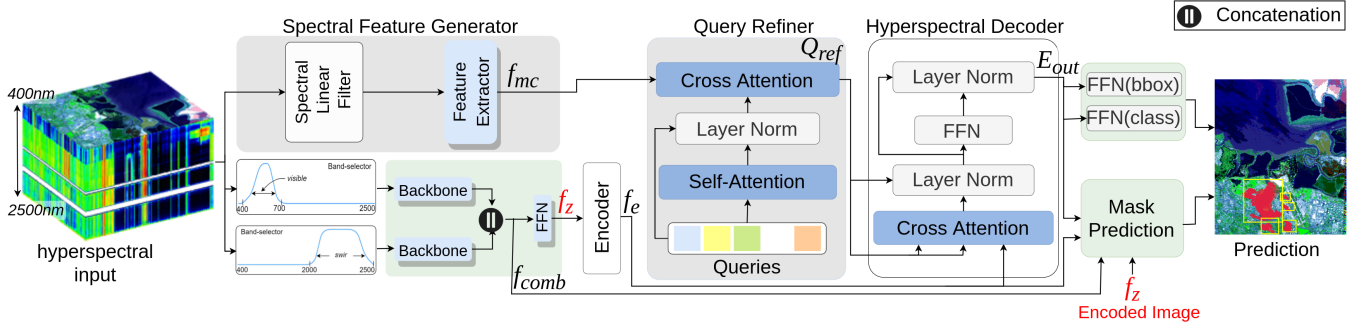 Concatenation
Spectral Feature Generator
Query Refiner
Hyperspectral Decoder
400nm
2500nm
hyperspectral
input
Spectral
Linear
Filter
Feature
Extractor
f_mc
Band-selector
visible
400
700
2500
Band-selector
swir
400
2000
2500
Backbone
Backbone
f_comb
FFN
f_z
Encoder
f_e
Cross Attention
Layer Norm
Self-Attention
Queries
Q_ref
Layer Norm
FFN
Layer Norm
Cross Attention
E_out
FFN(bbox)
FFN(class)
Mask
Prediction
f_z
Encoded Image
Prediction